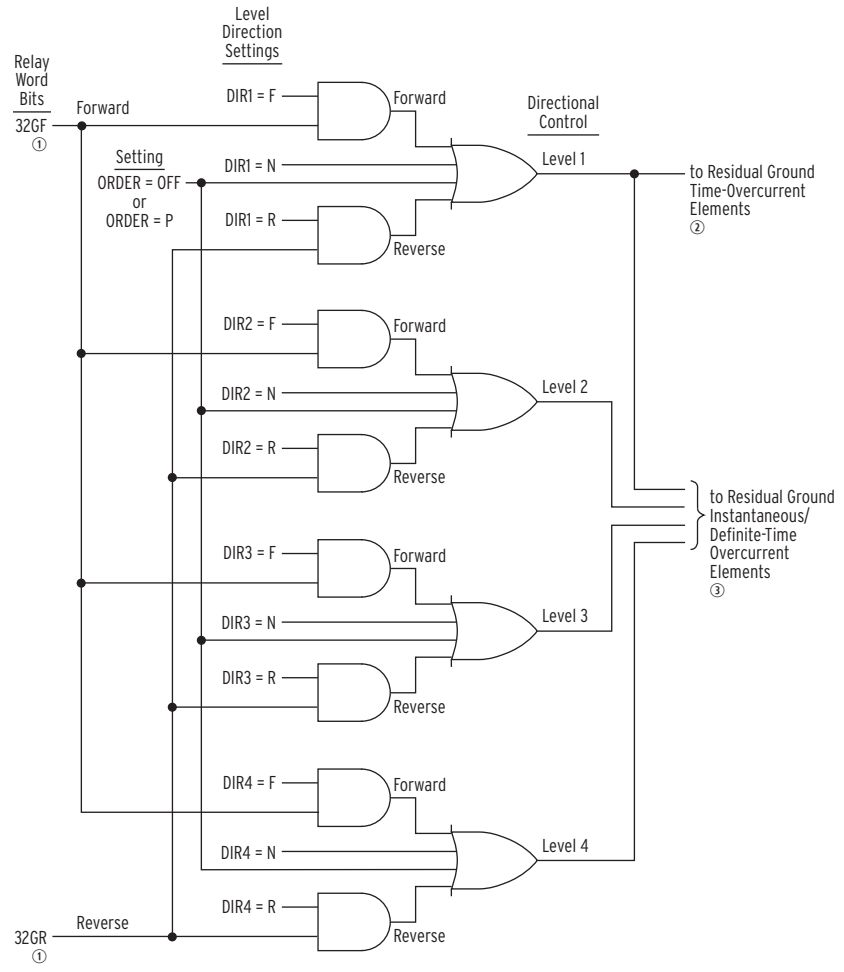 Level
Direction
Settings
Relay
Word
Bits
32GF
①
Forward
Setting
ORDER = OFF
or
ORDER = P
DIR1 = F
Forward
DIR1 = N
DIR1 = R
Reverse
Directional
Control
Level 1
to Residual Ground
Time-Overcurrent
Elements
②
DIR2 = F
Forward
DIR2 = N
Level 2
DIR2 = R
Reverse
to Residual Ground
Instantaneous/
Definite-Time
Overcurrent
Elements
③
DIR3 = F
Forward
DIR3 = N
Level 3
DIR3 = R
Reverse
DIR4 = F
Forward
DIR4 = N
Level 4
DIR4 = R
Reverse
32GR
①
Reverse